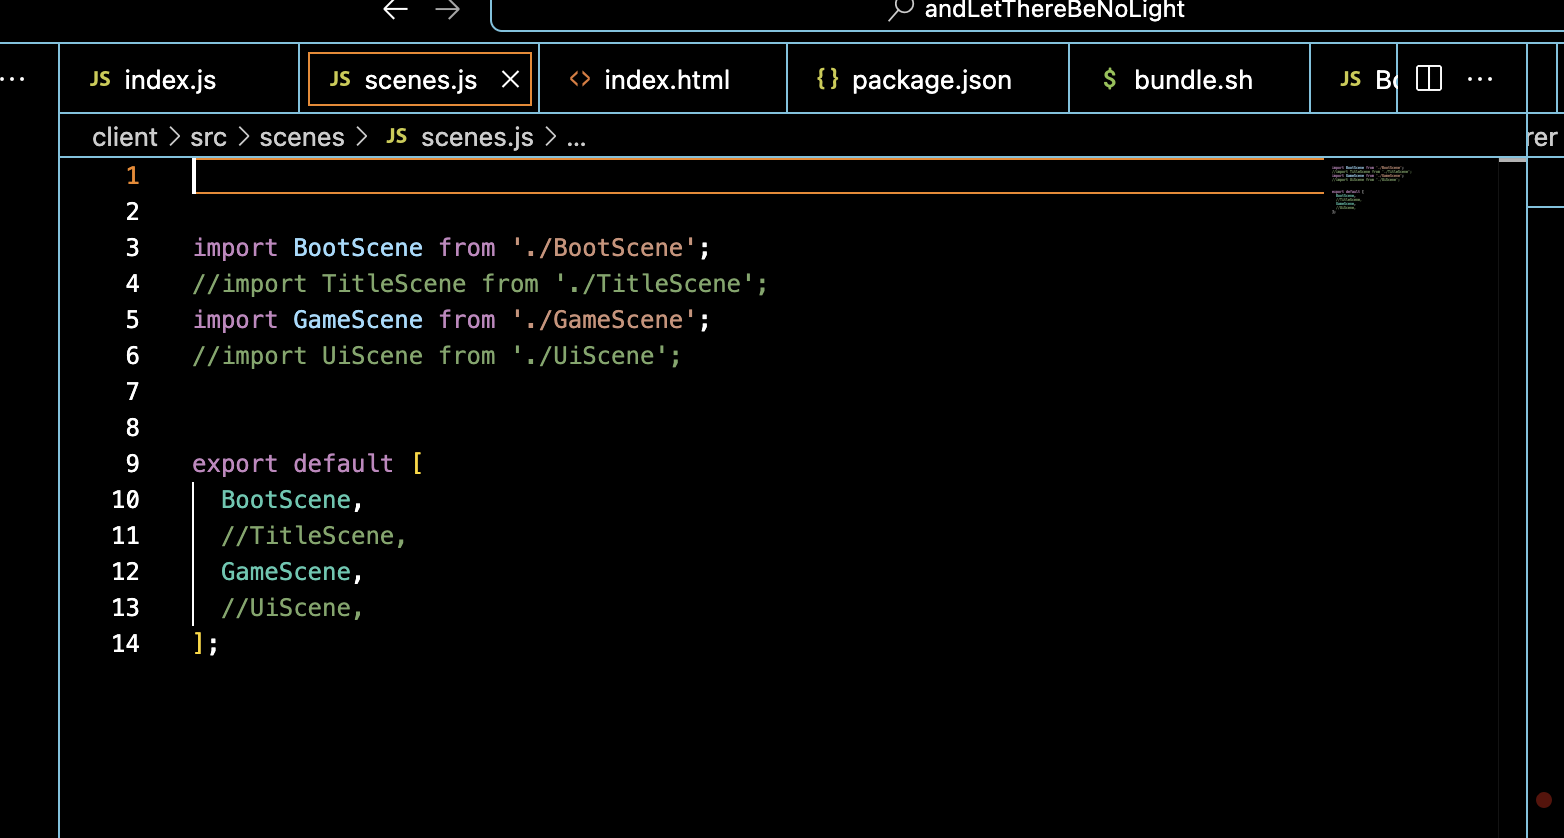 andLetThereBeNoLight
... JS index.js JS scenes.js <> index.html {} package.json $ bundle.sh JS ...
client > src > scenes > JS scenes.js > ...
1
2
3 import BootScene from './BootScene';
4 //import TitleScene from './TitleScene';
5 import GameScene from './GameScene';
6 //import UiScene from './UiScene';
7
8
9 export default [
10 BootScene,
11 //TitleScene,
12 GameScene,
13 //UiScene,
14 ];